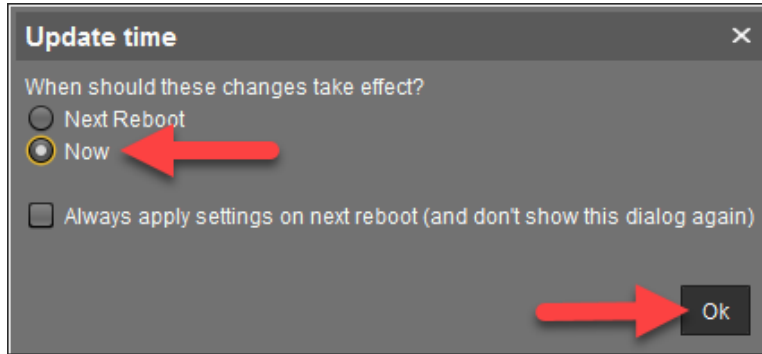 Update time
When should these changes take effect?
Next Reboot
Now
Always apply settings on next reboot (and don't show this dialog again)
Ok